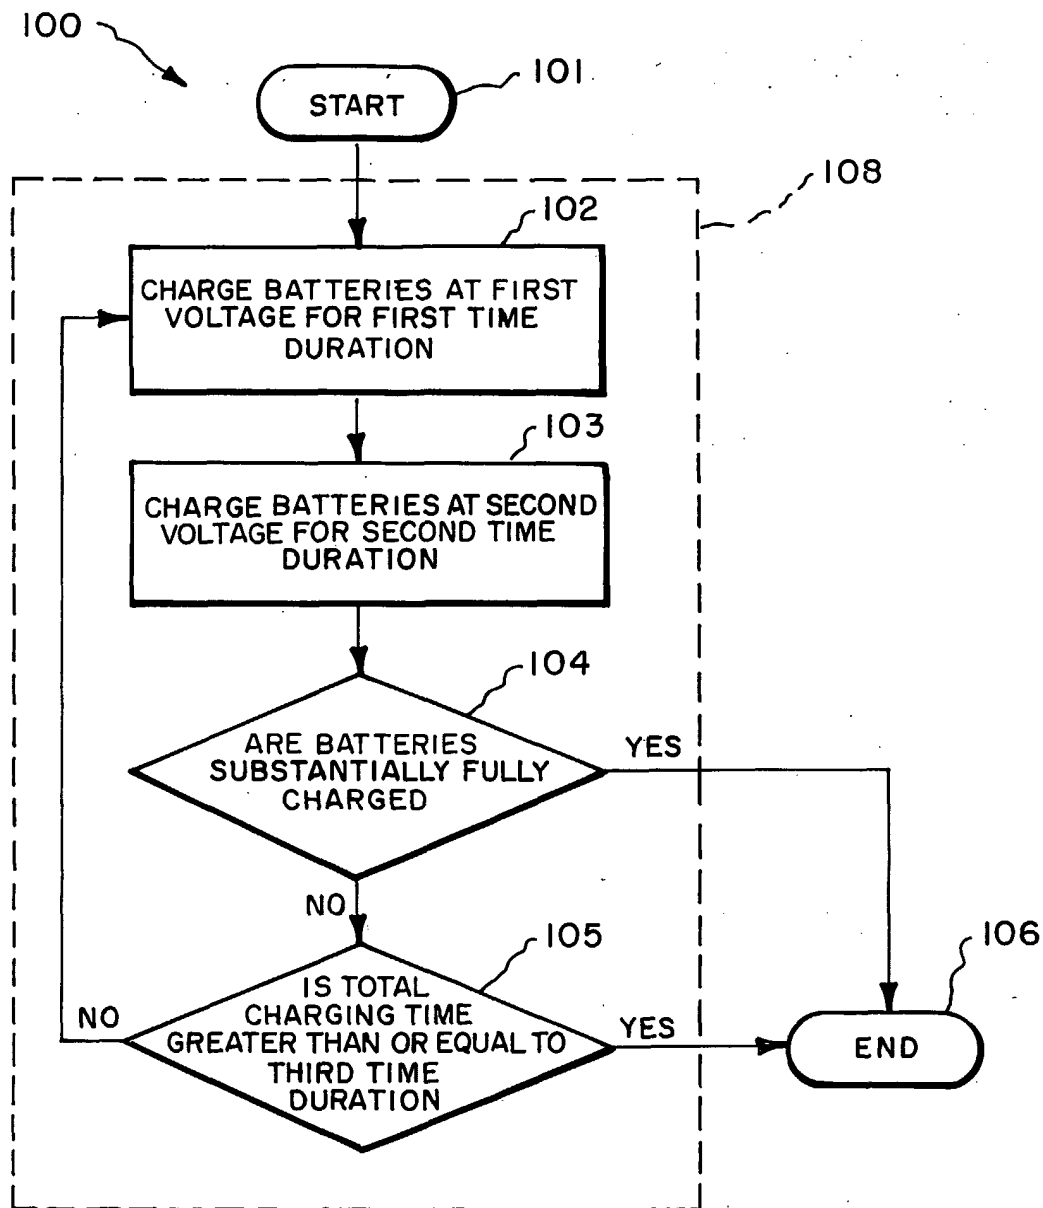 100
101
START
108
102
CHARGE BATTERIES AT FIRST
VOLTAGE FOR FIRST TIME
DURATION
103
CHARGE BATTERIES AT SECOND
VOLTAGE FOR SECOND TIME
DURATION
104
ARE BATTERIES
SUBSTANTIALLY FULLY
CHARGED
YES
NO
105
106
IS TOTAL
CHARGING TIME
GREATER THAN OR EQUAL TO
THIRD TIME
DURATION
NO
YES
END